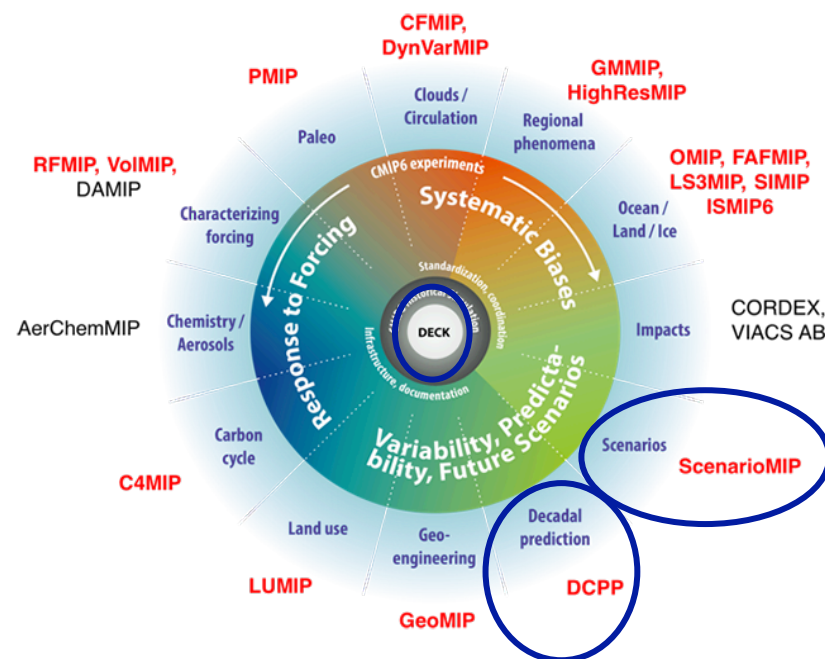 CFMIP,
DynVarMIP
PMIP
GMMIP,
HighResMIP
Clouds /
Circulation
Paleo
Regional
phenomena
RFMIP, VolMIP,
DAMIP
OMIP, FAFMIP,
LS3MIP, SIMIP
ISMIP6
CMIP6 experiments
Characterizing
forcing
Systematic Biases
Ocean /
Land / Ice
Response to Forcing
Standardization, coordination
AerChemMIP
Chemistry /
Aerosols
DECK
Impacts
CORDEX,
VIACS AB
Infrastructure, documentation
Variability, Predicta-
bility, Future Scenarios
Carbon
cycle
Scenarios
ScenarioMIP
C4MIP
Land use
Geo-
engineering
Decadal
prediction
LUMIP
GeoMIP
DCPP